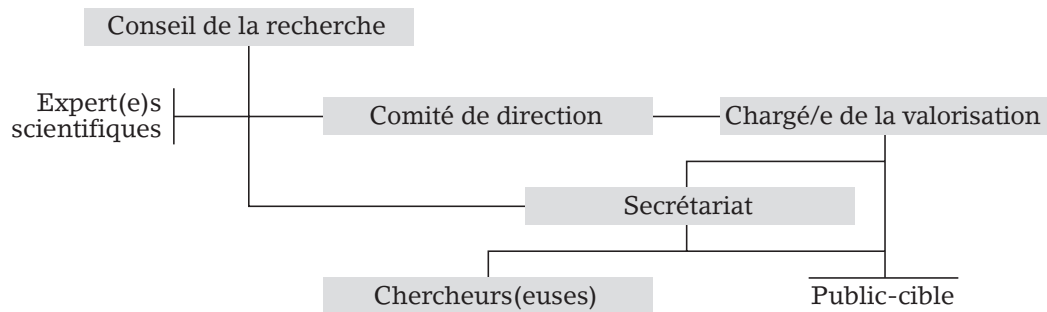 Conseil de la recherche
Expert(e)s
scientifiques
Comité de direction
Chargé/e de la valorisation
Secrétariat
Chercheurs(euses)
Public-cible